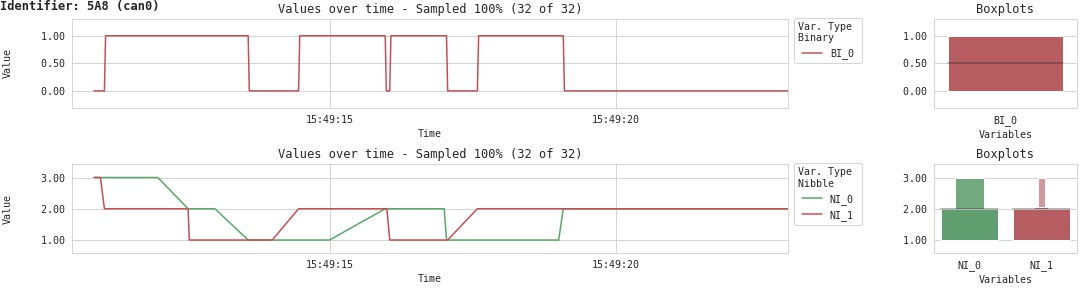 Identifier: 5A8 (can0)
Values over time - Sampled 100% (32 of 32)
Boxplots
Value
1.00
0.50
0.00
15:49:15
15:49:20
Time
Var. Type
Binary
BI_0
1.00
0.50
0.00
BI_0
Variables
Values over time - Sampled 100% (32 of 32)
Boxplots
Value
3.00
2.00
1.00
15:49:15
15:49:20
Time
Var. Type
Nibble
NI_0
NI_1
3.00
2.00
1.00
NI_0
NI_1
Variables